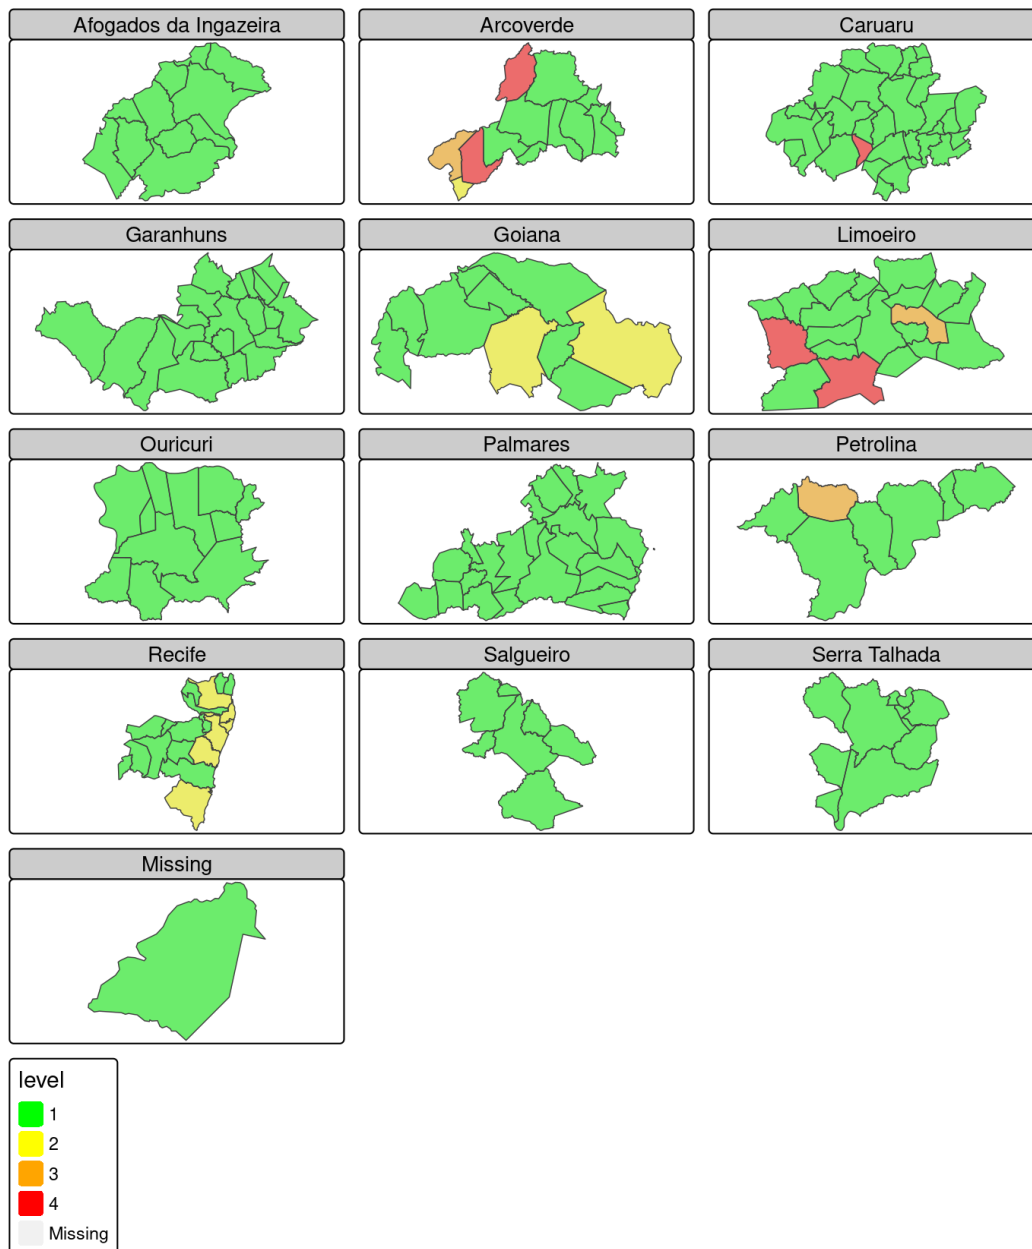 Afogados da Ingazeira
Arcoverde
Caruaru
Garanhuns
Goiana
Limoeiro
Ouricuri
Palmares
Petrolina
Recife
Salgueiro
Serra Talhada
Missing
level
1
2
3
4
Missing